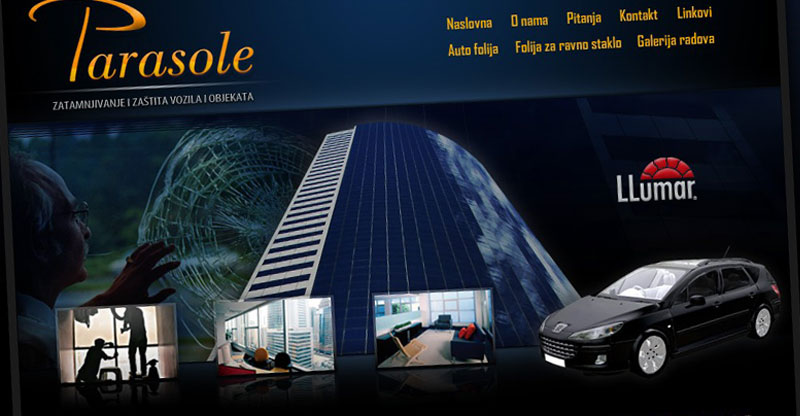 Parasole
ZATAMNJIVANJE I ZAŠTITA VOZILA I OBJEKATA
Naslovna O nama Pitanja Kontakt Linkovi
Auto folija Folija za ravno staklo Galerija radova
LLumar®